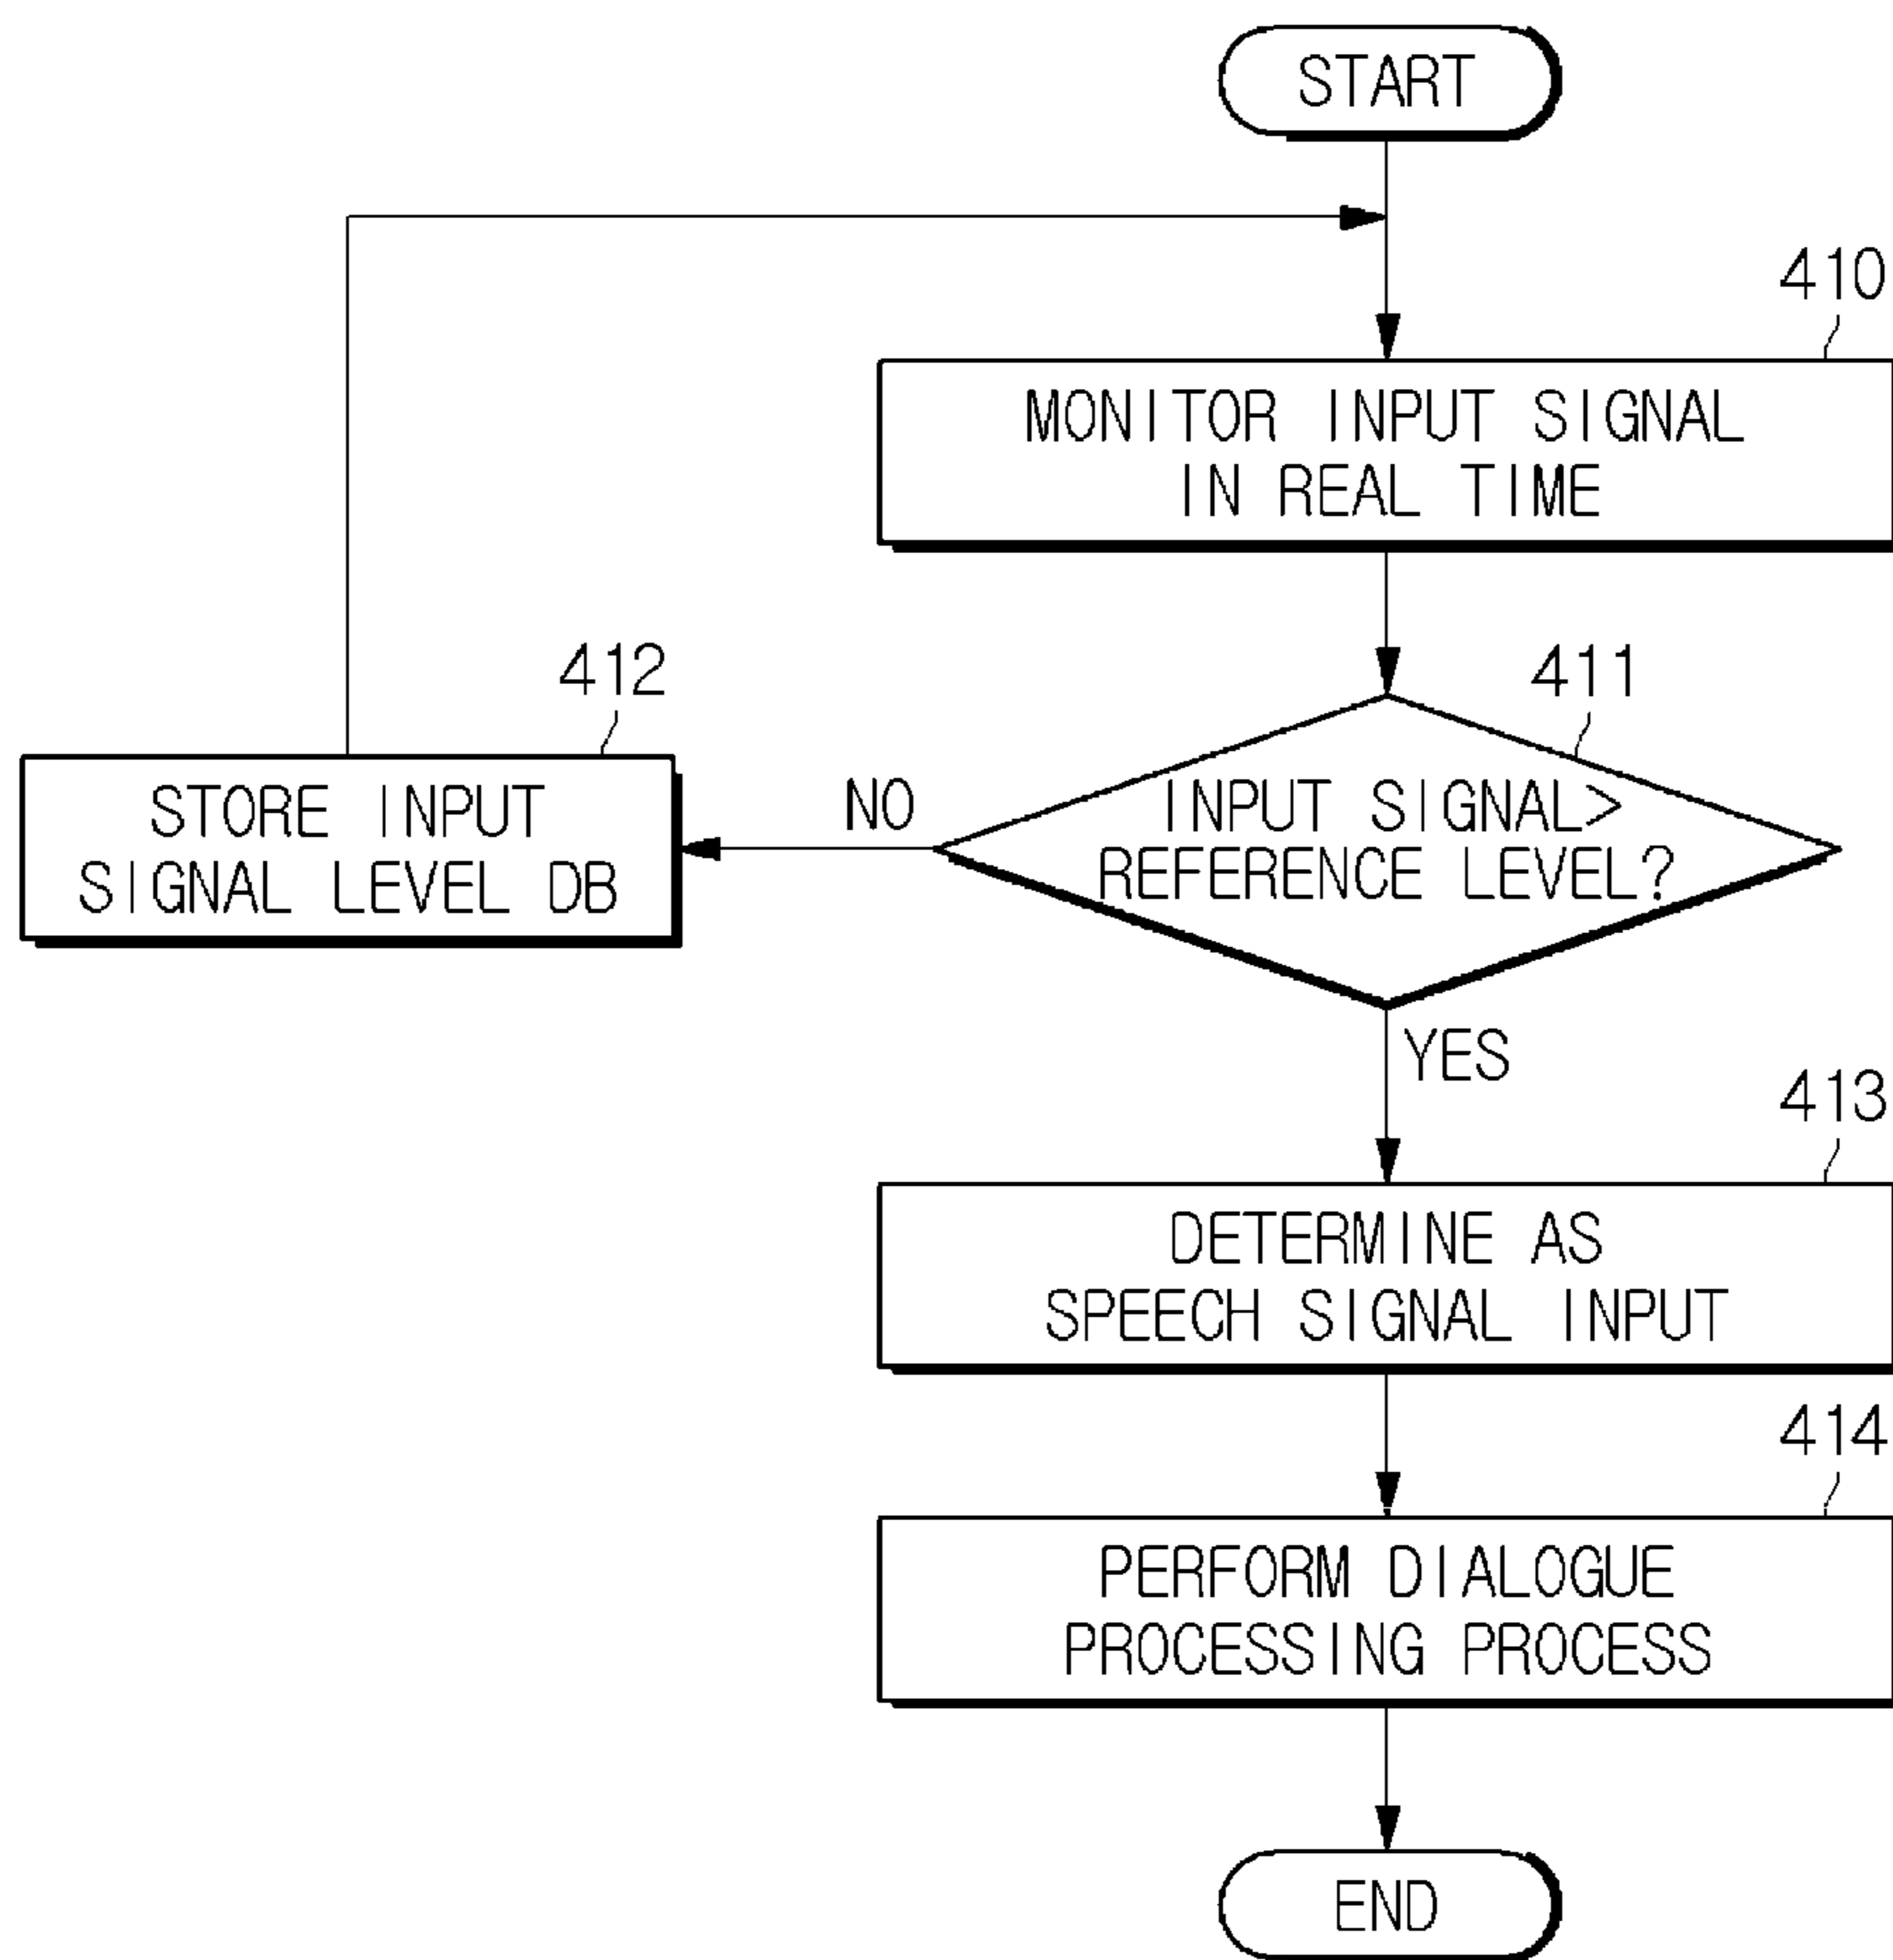 START
410
MONITOR INPUT SIGNAL
IN REAL TIME
411
INPUT SIGNAL>
REFERENCE LEVEL?
NO
412
STORE INPUT
SIGNAL LEVEL DB
YES
413
DETERMINE AS
SPEECH SIGNAL INPUT
414
PERFORM DIALOGUE
PROCESSING PROCESS
END